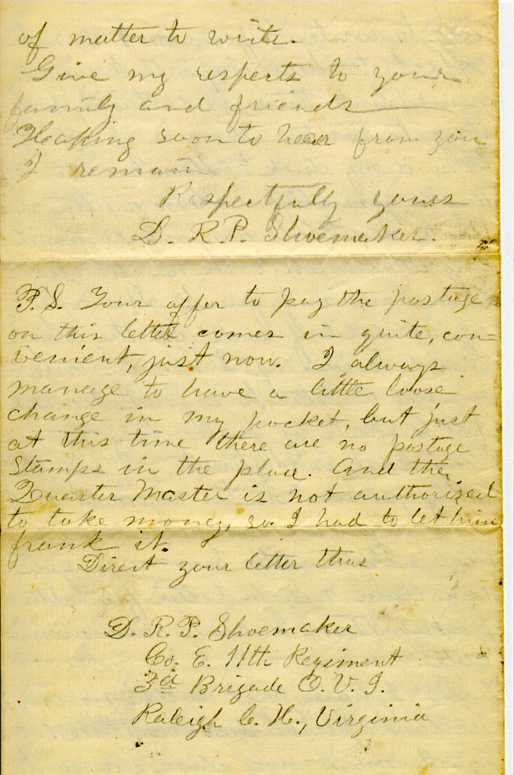 of matter to write.
Give my respects to your
family and friends
Hoaping soon to hear from you
I remain
Respectfully yours
D. R. P. Shoemaker.
P.S. Your offer to pay the postage
on this letter comes in quite, con-
venient, just now. I always
manage to have a little loose
change in my pocket, but just
at this time there are no postage
stamps in the place. And the
Quarter Master is not authorized
to take money, so I had to let him
frank it.
Direct your letter thus
D. R. P. Shoemaker
Co. E. 11th Regiment
3d Brigade O. V. I.
Raleigh C. H., Virginia